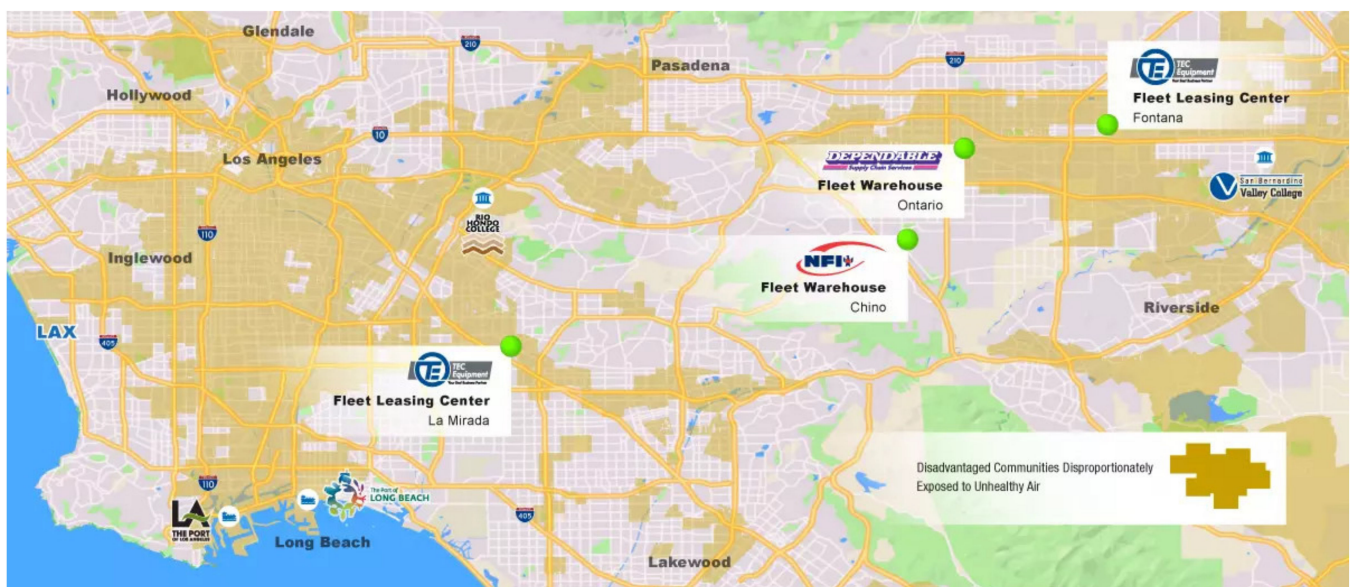 Glendale
210
Pasadena
210
TEC
Equipment
Fleet Leasing Center
Fontana
Hollywood
10
Los Angeles
DEPENDABLE
Supply Chain Services
Fleet Warehouse
Ontario
San Bernardino
Valley College
RIO
HONDO
COLLEGE
110
Inglewood
NFI
Fleet Warehouse
Chino
Riverside
LAX
405
TEC
Equipment
Fleet Leasing Center
La Mirada
Disadvantaged Communities Disproportionately
Exposed to Unhealthy Air
110
The Port of
LONG BEACH
LA
THE PORT
OF LOS ANGELES
405
Long Beach
Lakewood